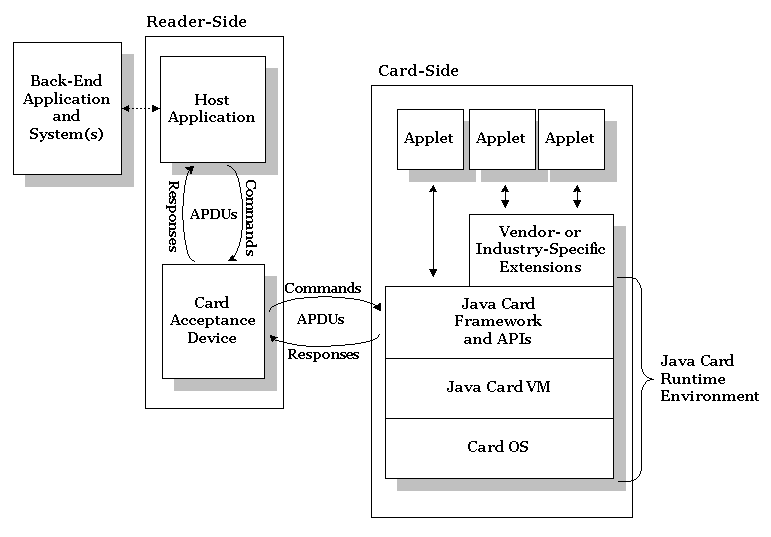 Reader-Side
Back-End
Application
and
System(s)
Host
Application
Responses
APDUs
Commands
Card
Acceptance
Device
Commands
APDUs
Responses
Card-Side
Applet
Applet
Applet
Vendor- or
Industry-Specific
Extensions
Java Card
Framework
and APIs
Java Card VM
Card OS
Java Card
Runtime
Environment